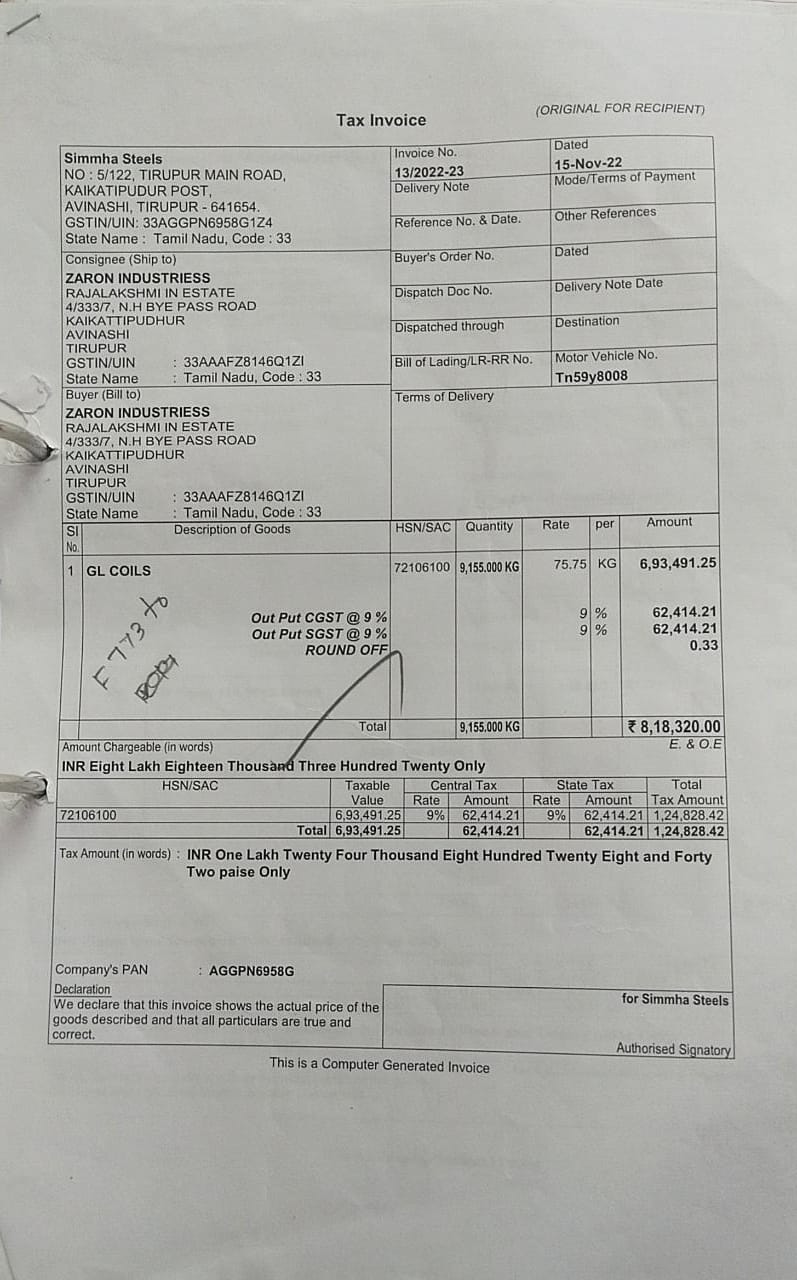 (ORIGINAL FOR RECIPIENT)
Tax Invoice
Simmha Steels
NO : 5/122, TIRUPUR MAIN ROAD,
KAIKATIPUDUR POST,
AVINASHI, TIRUPUR - 641654.
GSTIN/UIN: 33AGGPN6958G1Z4
State Name : Tamil Nadu, Code : 33
Invoice No.
13/2022-23
Dated
15-Nov-22
Delivery Note
Mode/Terms of Payment
Reference No. & Date.
Other References
Consignee (Ship to)
ZARON INDUSTRIESS
RAJALAKSHMI IN ESTATE
4/333/7, N.H BYE PASS ROAD
KAIKATTIPUDHUR
AVINASHI
TIRUPUR
GSTIN/UIN : 33AAAFZ8146Q1ZI
State Name : Tamil Nadu, Code : 33
Buyer's Order No.
Dated
Dispatch Doc No.
Delivery Note Date
Dispatched through
Destination
Bill of Lading/LR-RR No.
Motor Vehicle No.
Tn59y8008
Buyer (Bill to)
ZARON INDUSTRIESS
RAJALAKSHMI IN ESTATE
4/333/7, N.H BYE PASS ROAD
KAIKATTIPUDHUR
AVINASHI
TIRUPUR
GSTIN/UIN : 33AAAFZ8146Q1ZI
State Name : Tamil Nadu, Code : 33
Terms of Delivery
Sl No. Description of Goods HSN/SAC Quantity Rate per Amount
1 GL COILS 72106100 9,155.000 KG 75.75 KG 6,93,491.25
Out Put CGST @ 9 % 9 % 62,414.21
Out Put SGST @ 9 % 9 % 62,414.21
ROUND OFF 0.33
F 773
Total 9,155.000 KG ₹ 8,18,320.00
Amount Chargeable (in words) E. & O.E
INR Eight Lakh Eighteen Thousand Three Hundred Twenty Only
HSN/SAC Taxable Value Central Tax Rate Amount State Tax Rate Amount Total Tax Amount
72106100 6,93,491.25 9% 62,414.21 9% 62,414.21 1,24,828.42
Total 6,93,491.25 62,414.21 62,414.21 1,24,828.42
Tax Amount (in words) : INR One Lakh Twenty Four Thousand Eight Hundred Twenty Eight and Forty
Two paise Only
Company's PAN : AGGPN6958G
Declaration
We declare that this invoice shows the actual price of the
goods described and that all particulars are true and
correct.
for Simmha Steels
Authorised Signatory
This is a Computer Generated Invoice